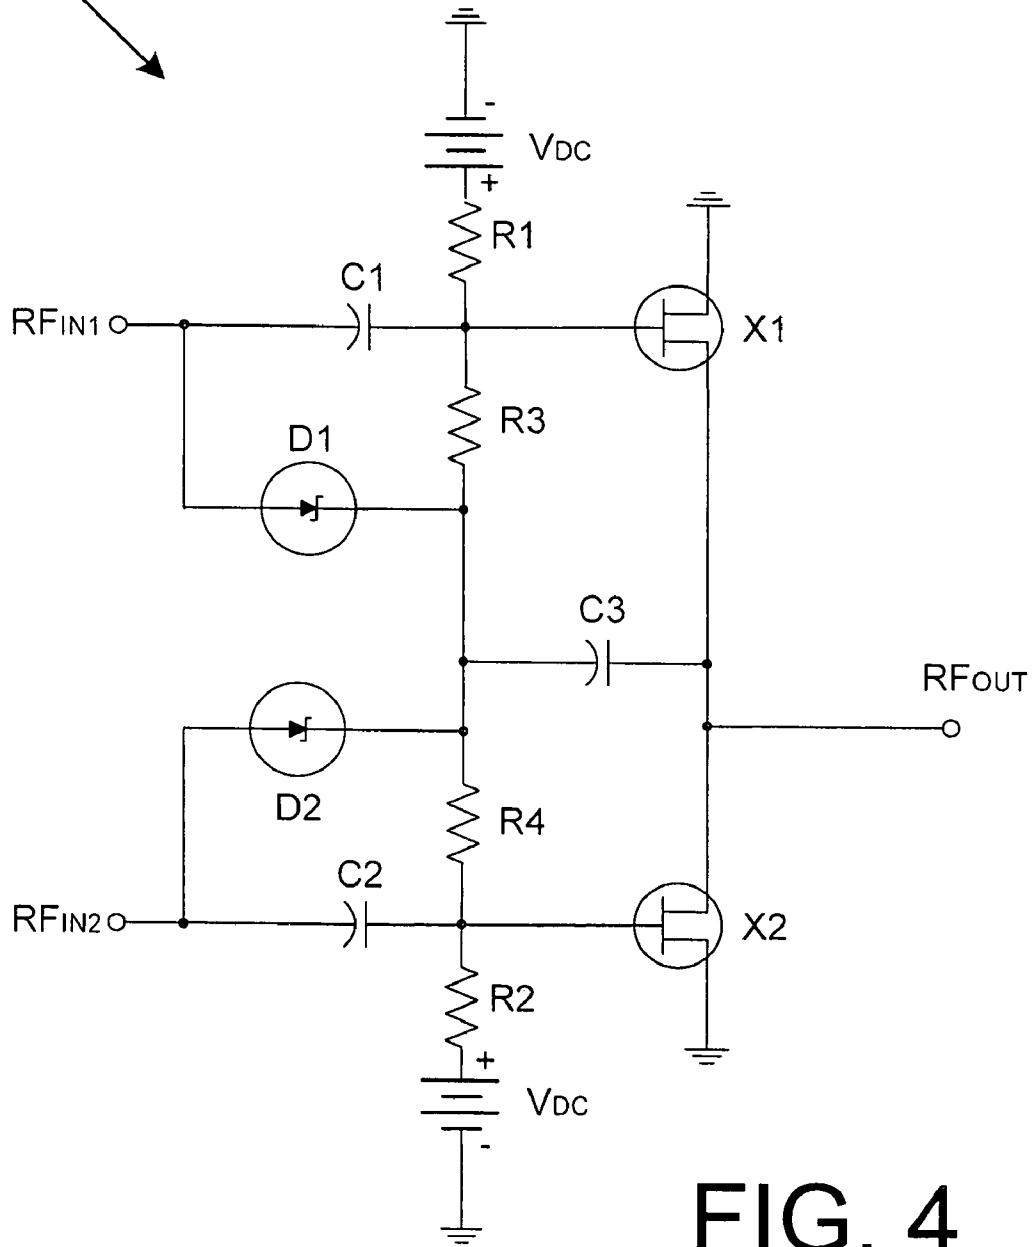 -
VDC
+
R1
C1
RFIN1
X1
R3
D1
C3
RFOUT
D2
R4
C2
RFIN2
X2
R2
+
VDC
-
FIG. 4